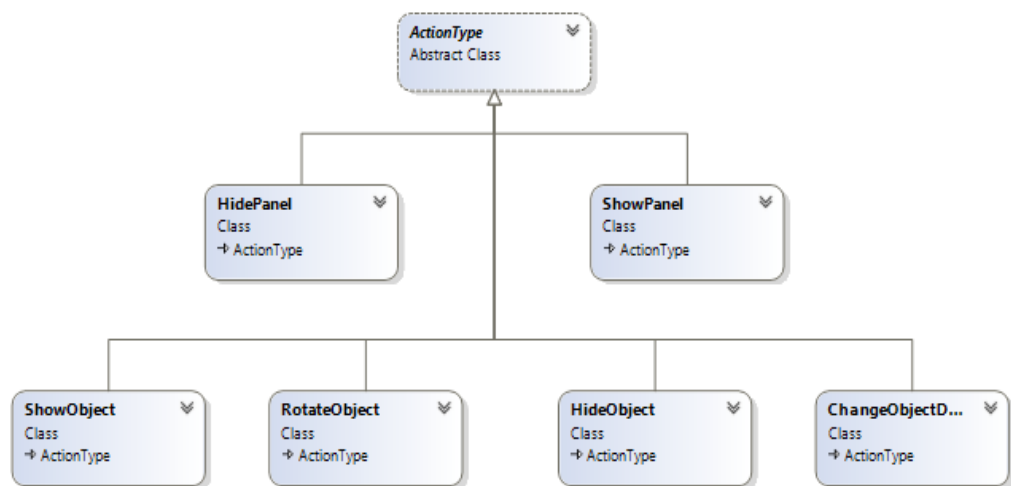 ActionType
Abstract Class
HidePanel
Class
ActionType
ShowPanel
Class
ActionType
ShowObject
Class
ActionType
RotateObject
Class
ActionType
HideObject
Class
ActionType
ChangeObjectD...
Class
ActionType